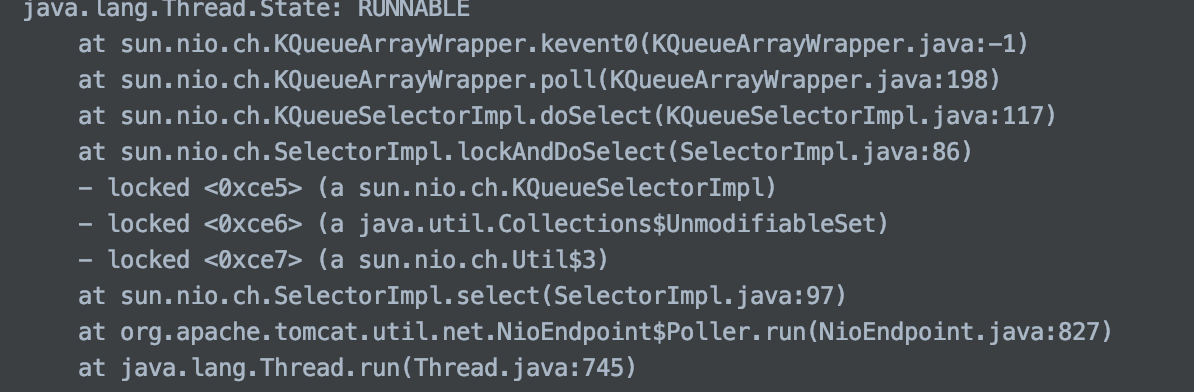 java.lang.Thread.State: RUNNABLE
at sun.nio.ch.KQueueArrayWrapper.kevent0(KQueueArrayWrapper.java:-1)
at sun.nio.ch.KQueueArrayWrapper.poll(KQueueArrayWrapper.java:198)
at sun.nio.ch.KQueueSelectorImpl.doSelect(KQueueSelectorImpl.java:117)
at sun.nio.ch.SelectorImpl.lockAndDoSelect(SelectorImpl.java:86)
- locked <0xce5> (a sun.nio.ch.KQueueSelectorImpl)
- locked <0xce6> (a java.util.Collections$UnmodifiableSet)
- locked <0xce7> (a sun.nio.ch.Util$3)
at sun.nio.ch.SelectorImpl.select(SelectorImpl.java:97)
at org.apache.tomcat.util.net.NioEndpoint$Poller.run(NioEndpoint.java:827)
at java.lang.Thread.run(Thread.java:745)